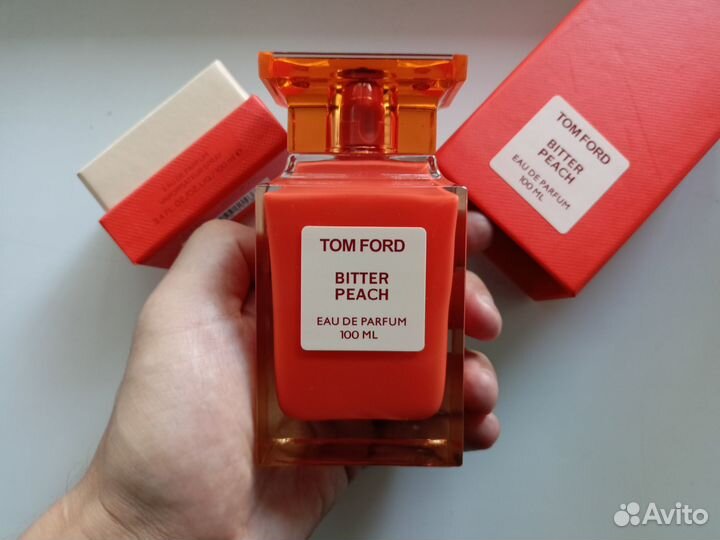 TOM FORD
BITTER
PEACH
EAU DE PARFUM
100 ML
TOM FORD
BITTER
PEACH
EAU DE PARFUM
100 ML
Avito